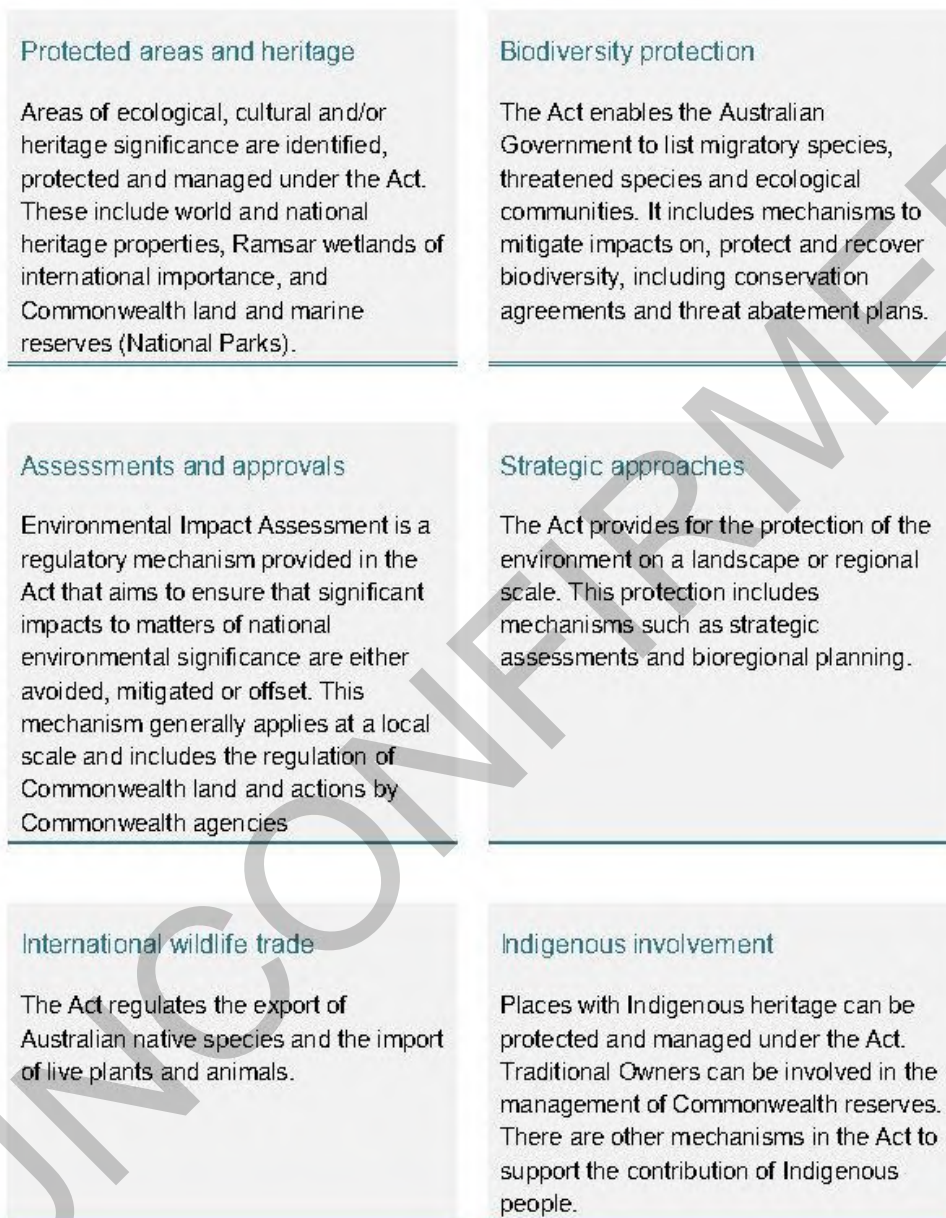 Protected areas and heritage
Areas of ecological, cultural and/or
heritage significance are identified,
protected and managed under the Act.
These include world and national
heritage properties, Ramsar wetlands of
international importance, and
Commonwealth land and marine
reserves (National Parks).
Biodiversity protection
The Act enables the Australian
Government to list migratory species,
threatened species and ecological
communities. It includes mechanisms to
mitigate impacts on, protect and recover
biodiversity, including conservation
agreements and threat abatement plans.
Assessments and approvals
Environmental Impact Assessment is a
regulatory mechanism provided in the
Act that aims to ensure that significant
impacts to matters of national
environmental significance are either
avoided, mitigated or offset. This
mechanism generally applies at a local
scale and includes the regulation of
Commonwealth land and actions by
Commonwealth agencies
Strategic approaches
The Act provides for the protection of the
environment on a landscape or regional
scale. This protection includes
mechanisms such as strategic
assessments and bioregional planning.
International wildlife trade
The Act regulates the export of
Australian native species and the import
of live plants and animals.
Indigenous involvement
Places with Indigenous heritage can be
protected and managed under the Act.
Traditional Owners can be involved in the
management of Commonwealth reserves.
There are other mechanisms in the Act to
support the contribution of Indigenous
people.
UNCONFIRME